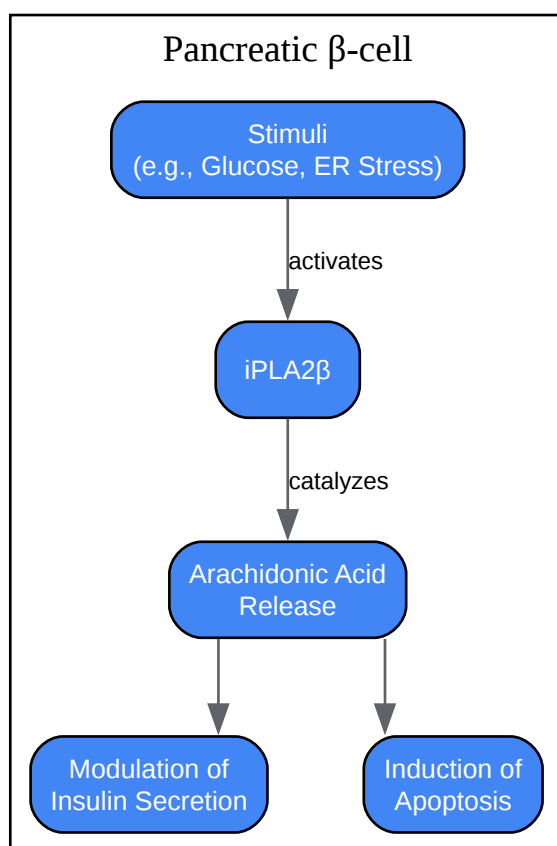 Pancreatic β-cell
Stimuli
(e.g., Glucose, ER Stress)
activates
iPLA2β
catalyzes
Arachidonic Acid
Release
Modulation of
Insulin Secretion
Induction of
Apoptosis